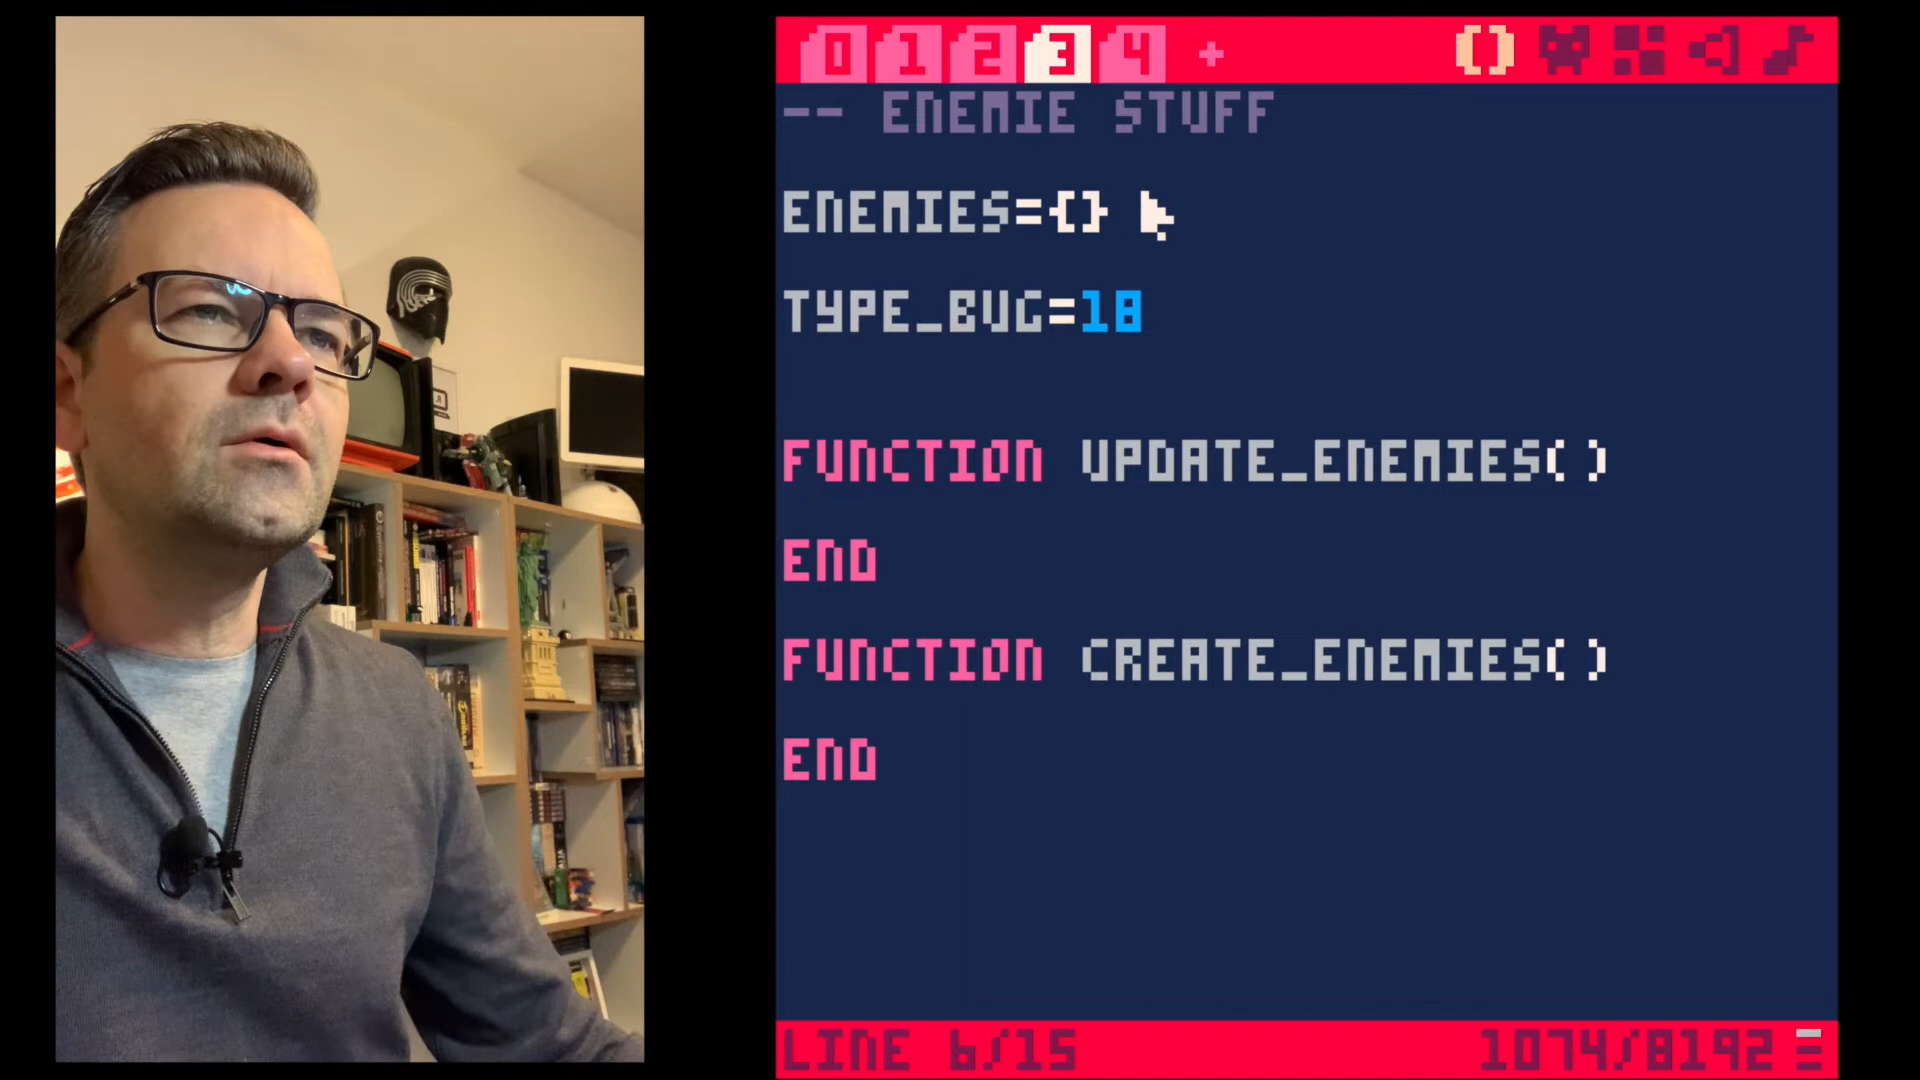 0 1 2 3 4 +
-- ENEMIE STUFF
ENEMIES={}
TYPE_BUG=18
FUNCTION UPDATE_ENEMIES()
END
FUNCTION CREATE_ENEMIES()
END
LINE 6/15 1074/8192